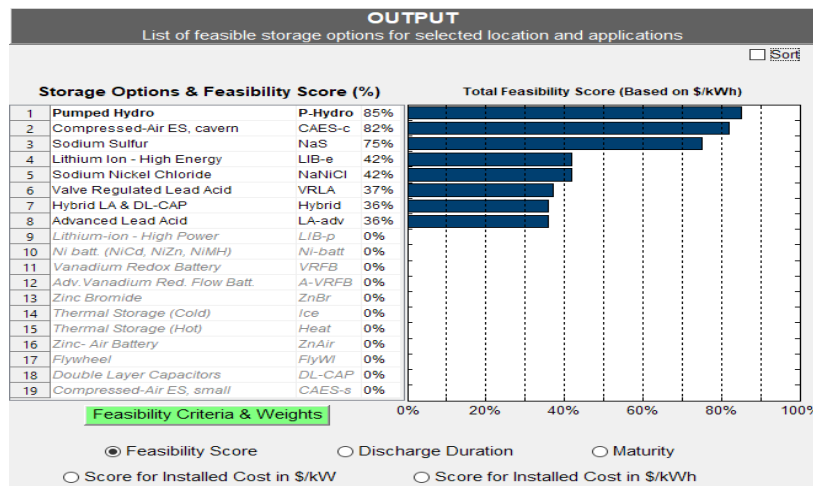 OUTPUT
List of feasible storage options for selected location and applications
Sort
Storage Options & Feasibility Score (%)
Total Feasibility Score (Based on $/kWh)
1 Pumped Hydro P-Hydro 85%
2 Compressed-Air ES, cavern CAES-c 82%
3 Sodium Sulfur NaS 75%
4 Lithium Ion - High Energy LIB-e 42%
5 Sodium Nickel Chloride NaNiCl 42%
6 Valve Regulated Lead Acid VRLA 37%
7 Hybrid LA & DL-CAP Hybrid 36%
8 Advanced Lead Acid LA-adv 36%
9 Lithium-ion - High Power LIB-p 0%
10 Ni batt. (NiCd, NiZn, NiMH) Ni-batt 0%
11 Vanadium Redox Battery VRFB 0%
12 Adv.Vanadium Red. Flow Batt. A-VRFB 0%
13 Zinc Bromide ZnBr 0%
14 Thermal Storage (Cold) Ice 0%
15 Thermal Storage (Hot) Heat 0%
16 Zinc- Air Battery ZnAir 0%
17 Flywheel FlyWl 0%
18 Double Layer Capacitors DL-CAP 0%
19 Compressed-Air ES, small CAES-s 0%
0% 20% 40% 60% 80% 100%
Feasibility Criteria & Weights
Feasibility Score Discharge Duration Maturity
Score for Installed Cost in $/kW Score for Installed Cost in $/kWh